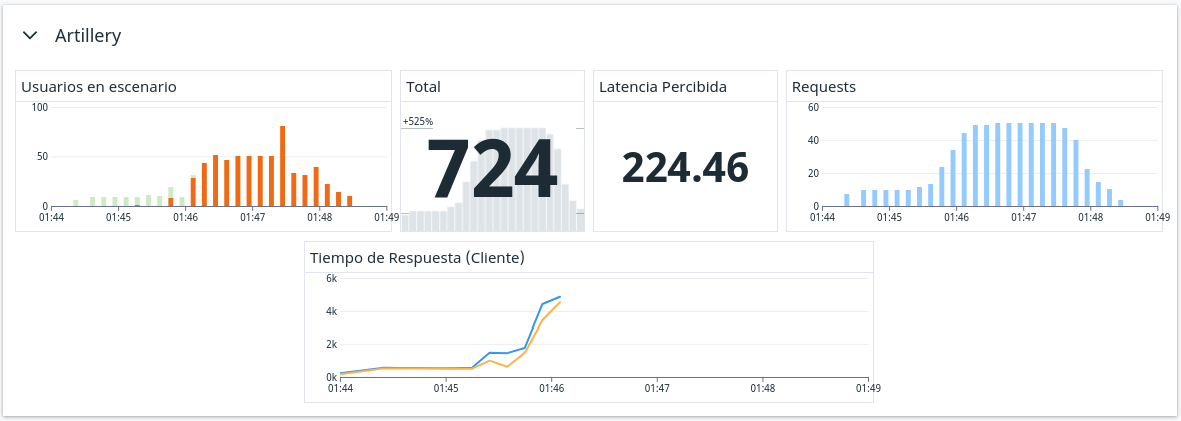 Artillery
Usuarios en escenario
100
50
0
01:44 01:45 01:46 01:47 01:48 01:49
Total
+525%
724
Latencia Percibida
224.46
Requests
60
40
20
0
01:44 01:45 01:46 01:47 01:48 01:49
Tiempo de Respuesta (Cliente)
6k
4k
2k
0k
01:44 01:45 01:46 01:47 01:48 01:49